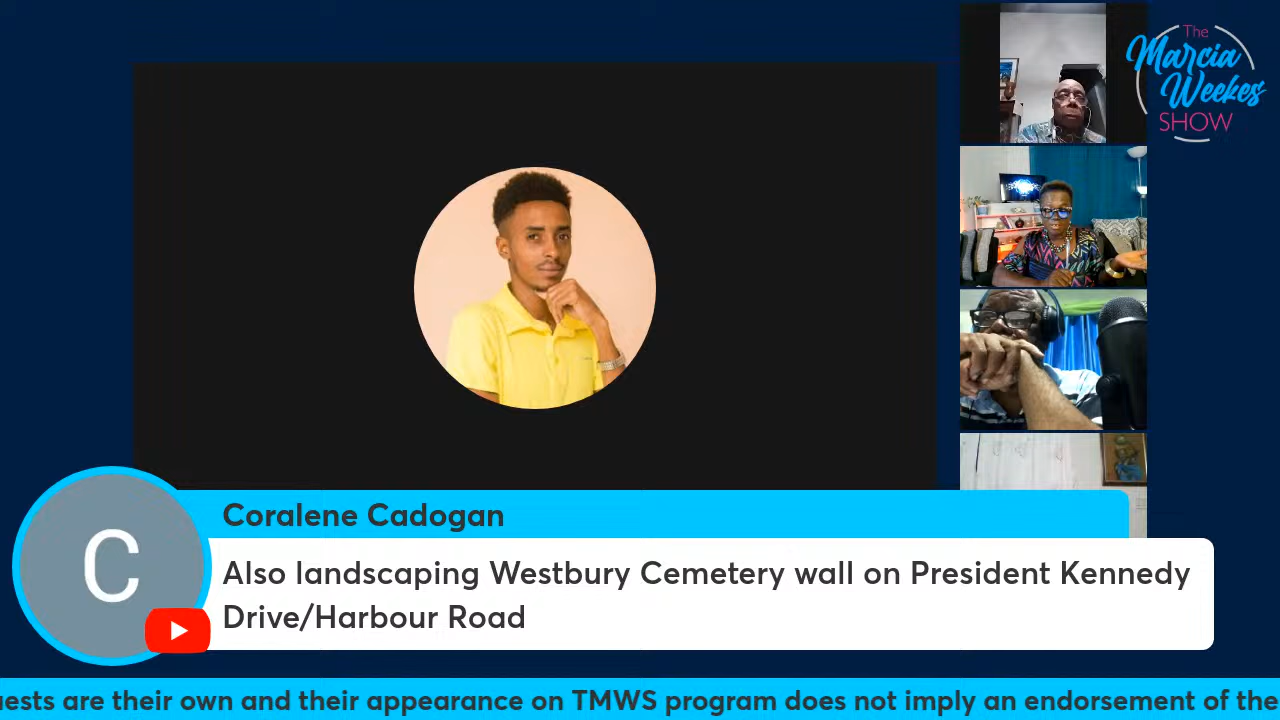 The
Marcia
Weekes
SHOW
Coralene Cadogan
C
Also landscaping Westbury Cemetery wall on President Kennedy
Drive/Harbour Road
are their own and their appearance on TMWS program does not imply an endorsement of the